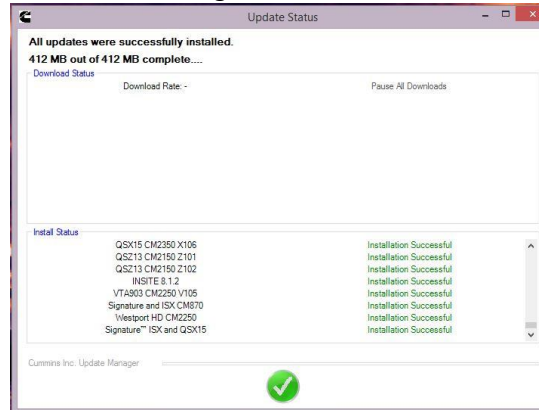 Update Status
All updates were successfully installed.
412 MB out of 412 MB complete....
Download Status
Download Rate: - Pause All Downloads
Install Status
QSX15 CM2350 X106 Installation Successful
QSZ13 CM2150 Z101 Installation Successful
QSZ13 CM2150 Z102 Installation Successful
INSITE 8.1.2 Installation Successful
VTA903 CM2250 V105 Installation Successful
Signature and ISX CM870 Installation Successful
Westport HD CM2250 Installation Successful
Signature™ ISX and QSX15 Installation Successful
Cummins Inc. Update Manager